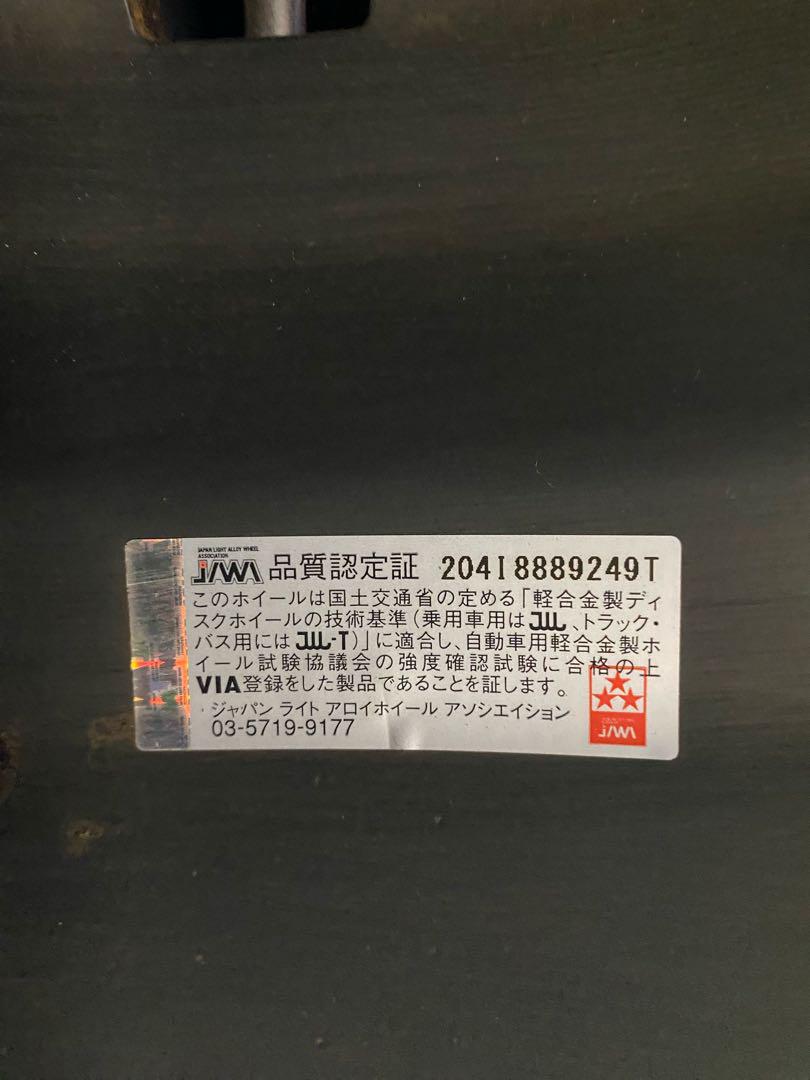 JAPAN LIGHT ALLOY WHEEL
ASSOCIATION
JAWA 品質認定証 204I8889249T
このホイールは国土交通省の定める「軽合金製ディ
スクホイールの技術基準(乗用車用はJWL、トラック・
バス用にはJWL-T)」に適合し、自動車用軽合金製ホ
イール試験協議会の強度確認試験に合格の上
VIA登録をした製品であることを証します。
ジャパン ライト アロイホイール アソシエイション
03-5719-9177
JAWA